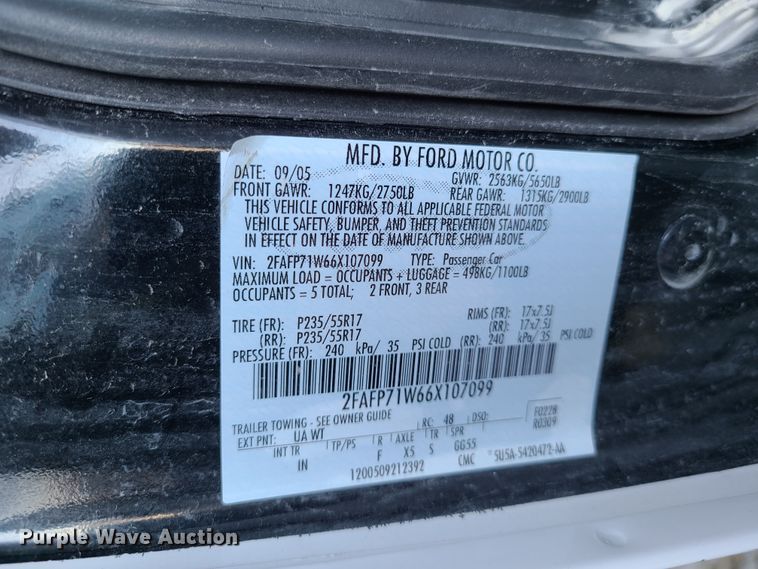 MFD. BY FORD MOTOR CO.
DATE: 09/05 GVWR: 2563KG/5650LB
FRONT GAWR: 1247KG/2750LB REAR GAWR: 1315KG/2900LB
THIS VEHICLE CONFORMS TO ALL APPLICABLE FEDERAL MOTOR
VEHICLE SAFETY, BUMPER, AND THEFT PREVENTION STANDARDS
IN EFFECT ON THE DATE OF MANUFACTURE SHOWN ABOVE.
VIN: 2FAFP71W66X107099 TYPE: Passenger Car
MAXIMUM LOAD = OCCUPANTS + LUGGAGE = 498KG/1100LB
OCCUPANTS = 5 TOTAL; 2 FRONT, 3 REAR
TIRE (FR): P235/55R17 RIMS (FR): 17x7.5J
(RR): P235/55R17 (RR): 17x7.5J
PRESSURE (FR): 240 kPa/ 35 PSI COLD (RR): 240 kPa/ 35 PSI COLD
2FAFP71W66X107099
TRAILER TOWING - SEE OWNER GUIDE RC: 48 DSO: F0228
EXT PNT: UA WT R0309
INT TR TP/PS R AXLE TR SPR
IN F X5 S GG55
1200509212392 CMC 5U5A-5420472-AA
Purple Wave Auction